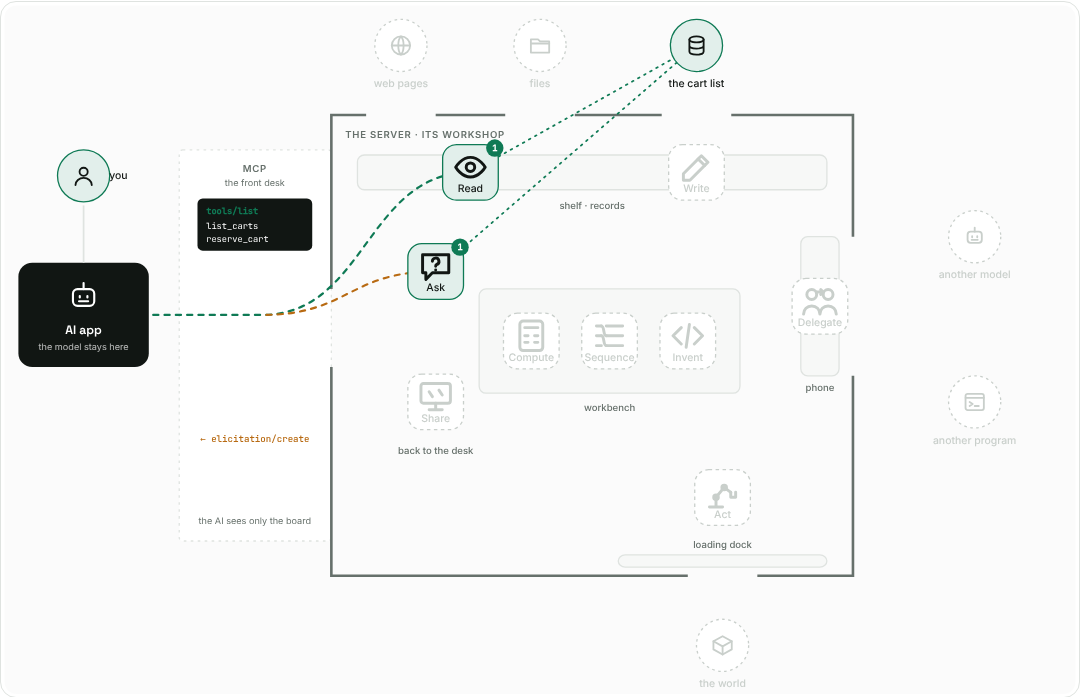 web pages
files
the cart list
THE SERVER · ITS WORKSHOP
1
Read
Write
shelf · records
you
MCP
the front desk
tools/list
list_carts
reserve_cart
1
Ask
another model
AI app
the model stays here
Delegate
Compute
Sequence
Invent
phone
workbench
Share
back to the desk
← elicitation/create
another program
the AI sees only the board
Act
loading dock
the world